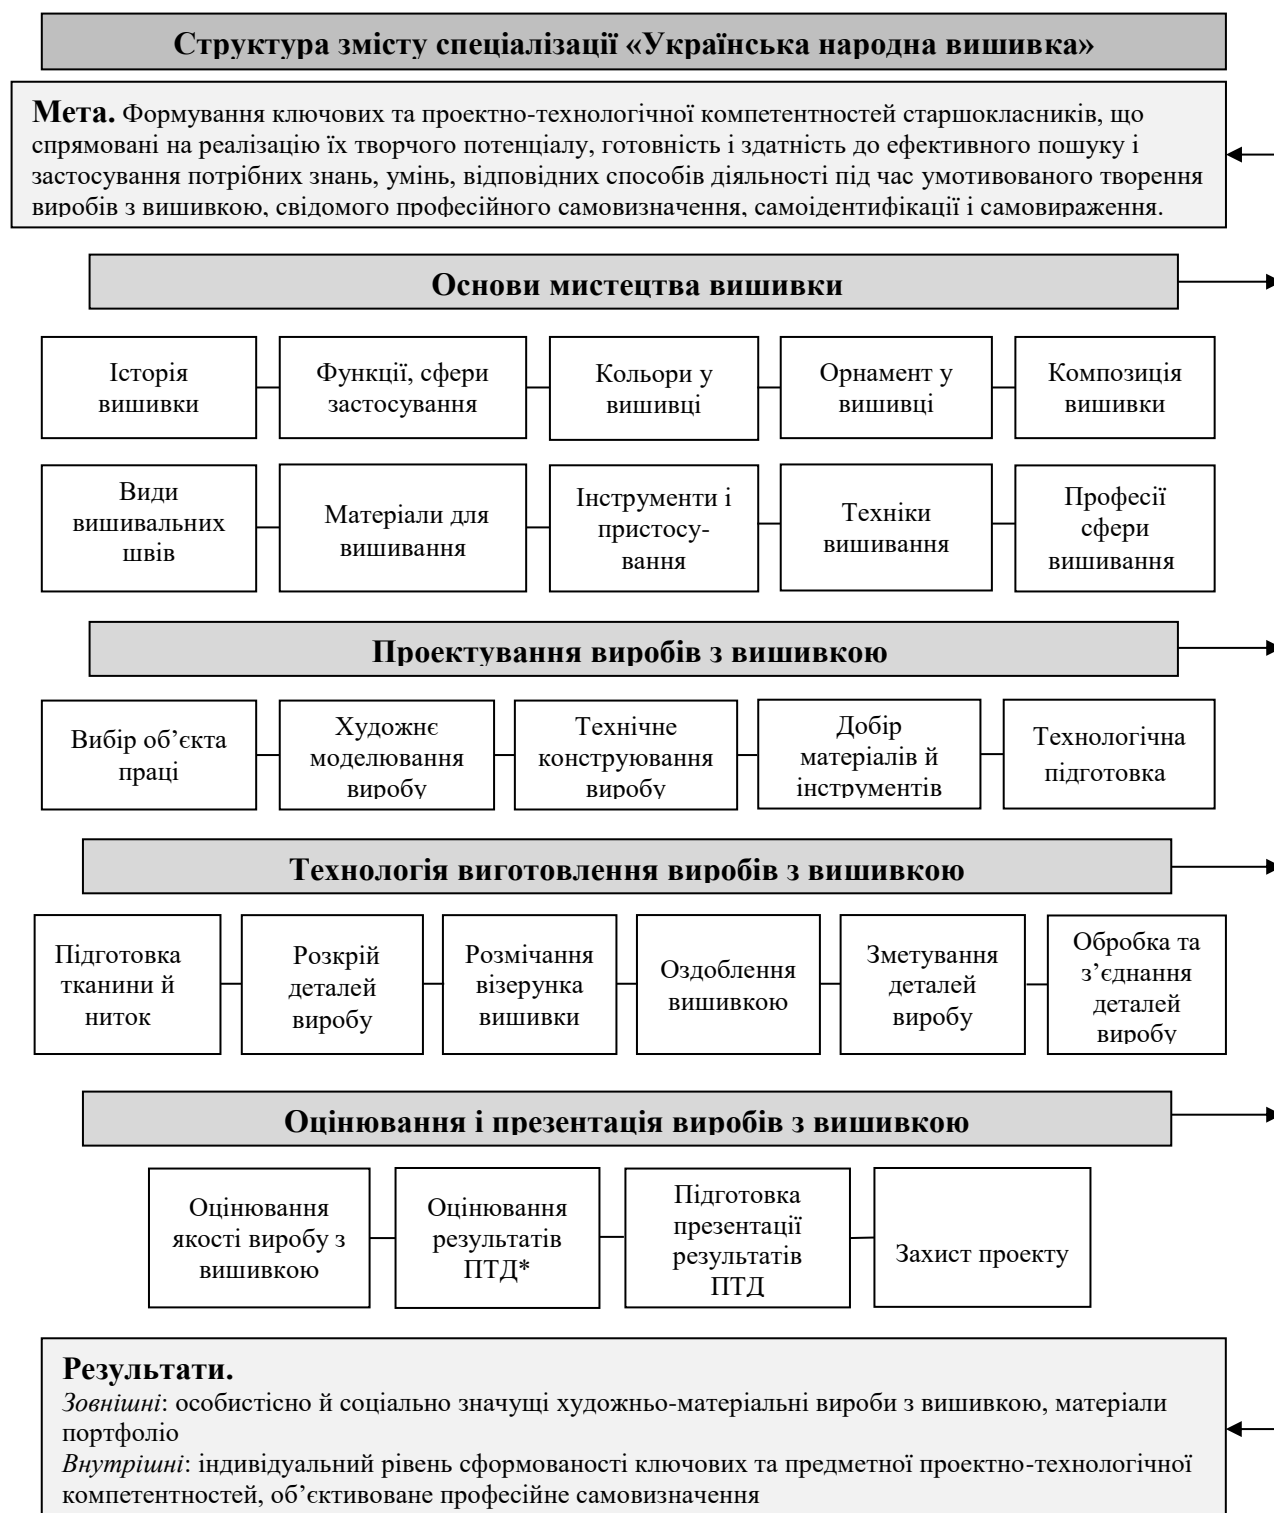 Структура змісту спеціалізації «Українська народна вишивка»
Мета. Формування ключових та проектно-технологічної компетентностей старшокласників, що
спрямовані на реалізацію їх творчого потенціалу, готовність і здатність до ефективного пошуку і
застосування потрібних знань, умінь, відповідних способів діяльності під час умотивованого творення
виробів з вишивкою, свідомого професійного самовизначення, самоідентифікації і самовираження.
Основи мистецтва вишивки
Історія
вишивки
Функції, сфери
застосування
Кольори у
вишивці
Орнамент у
вишивці
Композиція
вишивки
Види
вишивальних
швів
Матеріали для
вишивання
Інструменти і
пристосу-
вання
Техніки
вишивання
Професії
сфери
вишивання
Проектування виробів з вишивкою
Вибір об’єкта
праці
Художнє
моделювання
виробу
Технічне
конструювання
виробу
Добір
матеріалів й
інструментів
Технологічна
підготовка
Технологія виготовлення виробів з вишивкою
Підготовка
тканини й
ниток
Розкрій
деталей
виробу
Розмічання
візерунка
вишивки
Оздоблення
вишивкою
Зметування
деталей
виробу
Обробка та
з’єднання
деталей
виробу
Оцінювання і презентація виробів з вишивкою
Оцінювання
якості виробу з
вишивкою
Оцінювання
результатів
ПТД*
Підготовка
презентації
результатів
ПТД
Захист проекту
Результати.
Зовнішні: особистісно й соціально значущі художньо-матеріальні вироби з вишивкою, матеріали
портфоліо
Внутрішні: індивідуальний рівень сформованості ключових та предметної проектно-технологічної
компетентностей, об’єктивоване професійне самовизначення